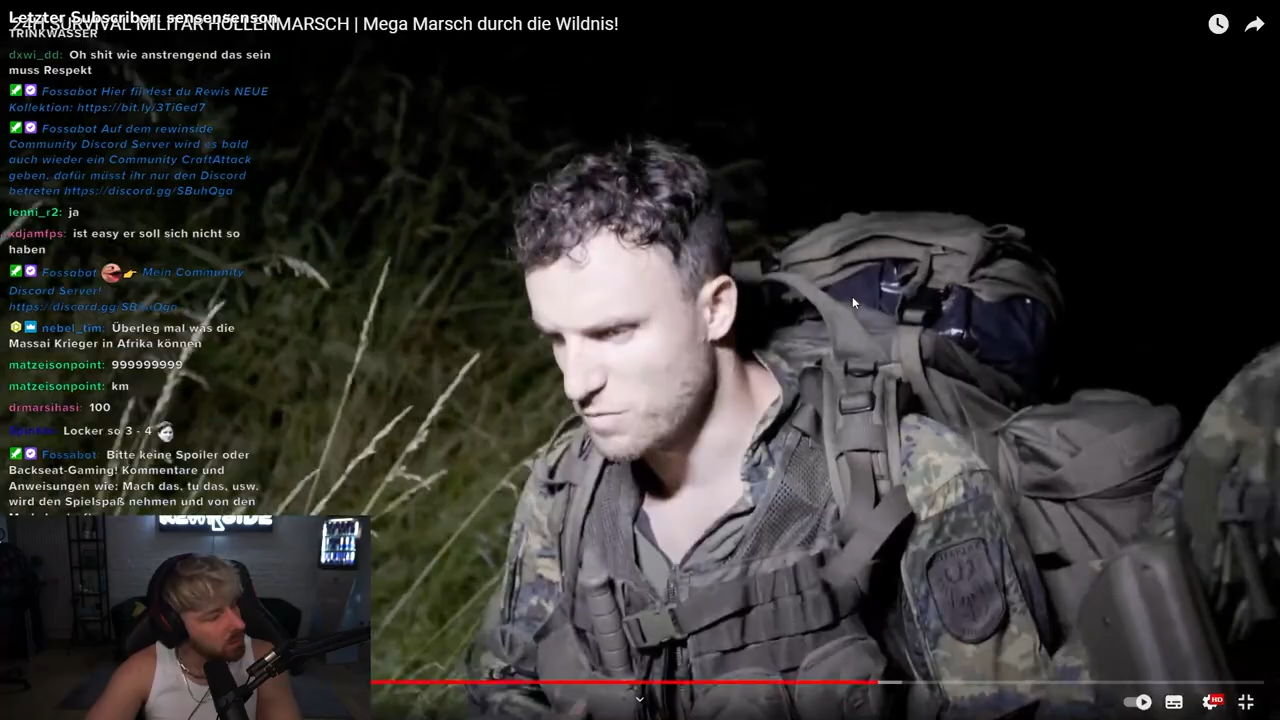 Letzter Subscriber: sensensenson
24H SURVIVAL MILITÄR HÖLLENMARSCH | Mega Marsch durch die Wildnis!
TRINKWASSER
dxwi_dd: Oh shit wie anstrengend das sein
muss Respekt
Fossabot Hier findest du Rewis NEUE
Kollektion: https://bit.ly/3Ti6ed7
Fossabot Auf dem rewinside
Community Discord Server wird es bald
auch wieder ein Community CraftAttack
geben, dafür müsst ihr nur den Discord
betreten https://discord.gg/SBuhQga
lenni_r2: ja
xdjamfps: ist easy er soll sich nicht so
haben
Fossabot Mein Community
Discord Server!
https://discord.gg/SBuhQga
nebel_tim: Überleg mal was die
Massai Krieger in Afrika können
matzeisonpoint: 999999999
matzeisonpoint: km
drmarsihasi: 100
Locker so 3 - 4
Fossabot: Bitte keine Spoiler oder
Backseat-Gaming! Kommentare und
Anweisungen wie: Mach das, tu das, usw.
wird den Spielspaß nehmen und von den
REWINSIDE
HD